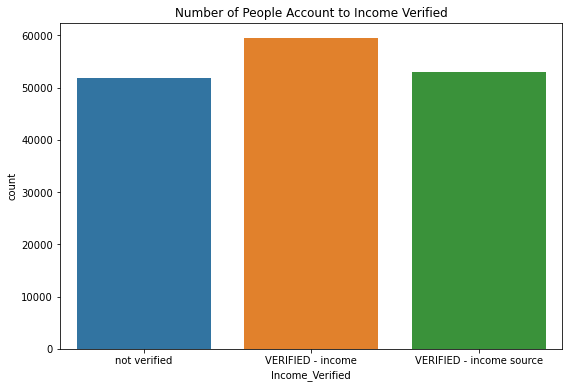 Number of People Account to Income Verified
count
60000
50000
40000
30000
20000
10000
0
not verified
VERIFIED - income
VERIFIED - income source
Income_Verified